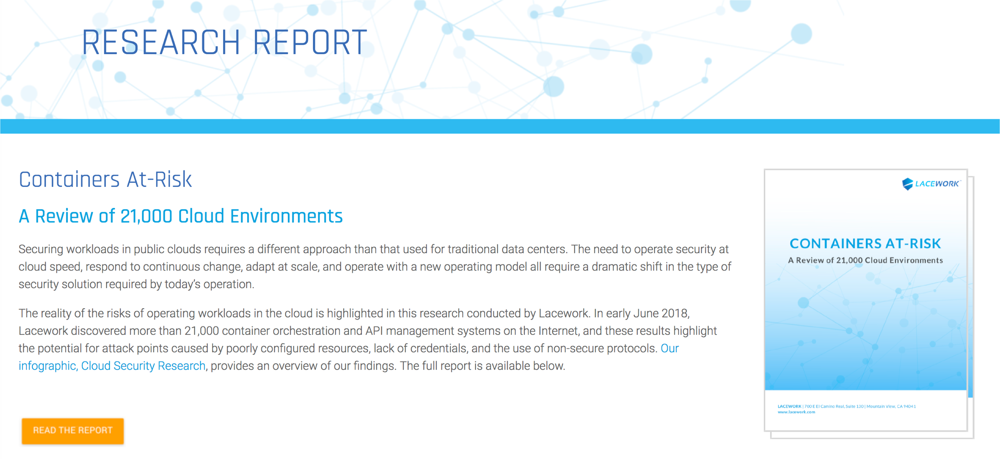 RESEARCH REPORT
Containers At-Risk
A Review of 21,000 Cloud Environments
Securing workloads in public clouds requires a different approach than that used for traditional data centers. The need to operate security at
cloud speed, respond to continuous change, adapt at scale, and operate with a new operating model all require a dramatic shift in the type of
security solution required by today's operation.
The reality of the risks of operating workloads in the cloud is highlighted in this research conducted by Lacework. In early June 2018,
Lacework discovered more than 21,000 container orchestration and API management systems on the Internet, and these results highlight
the potential for attack points caused by poorly configured resources, lack of credentials, and the use of non-secure protocols. Our
infographic, Cloud Security Research, provides an overview of our findings. The full report is available below.
READ THE REPORT
LACEWORK™
CONTAINERS AT-RISK
A Review of 21,000 Cloud Environments
LACEWORK | 700 E El Camino Real, Suite 130 | Mountain View, CA 94041
www.lacework.com